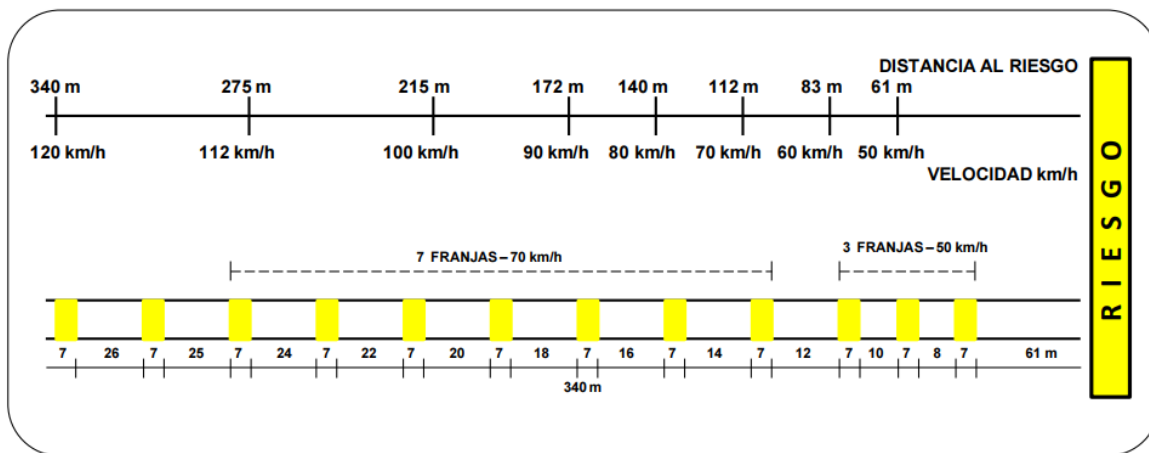 DISTANCIA AL RIESGO
340 m 275 m 215 m 172 m 140 m 112 m 83 m 61 m
120 km/h 112 km/h 100 km/h 90 km/h 80 km/h 70 km/h 60 km/h 50 km/h
VELOCIDAD km/h
RIESGO
7 FRANJAS – 70 km/h 3 FRANJAS – 50 km/h
7 26 7 25 7 24 7 22 7 20 7 18 7 16 7 14 7 12 7 10 7 8 7 61 m
340 m